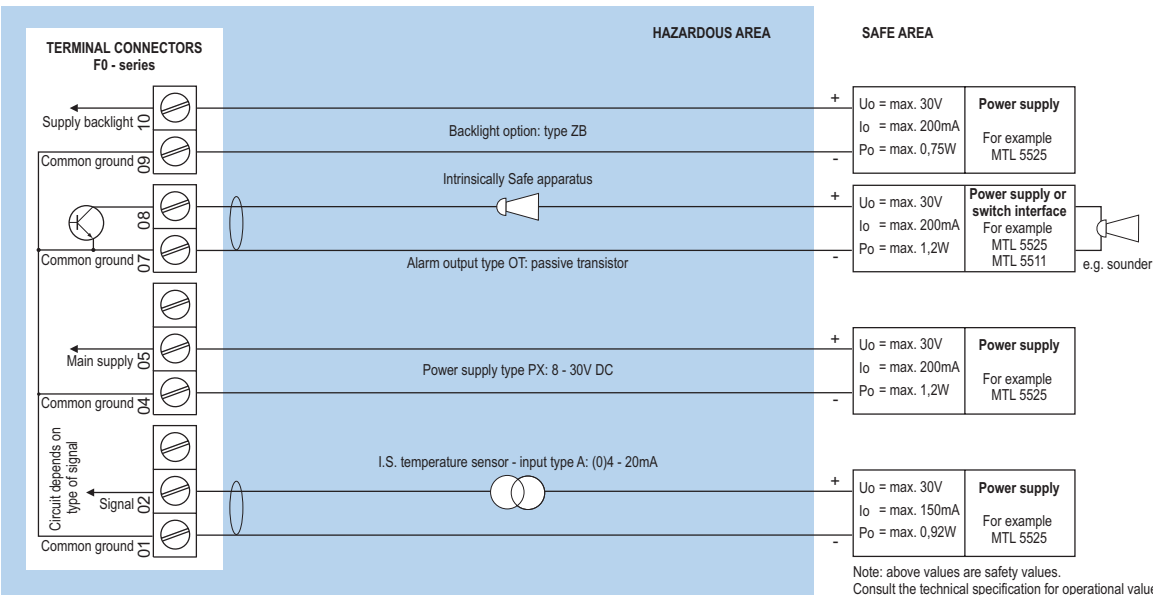 HAZARDOUS AREA
SAFE AREA
TERMINAL CONNECTORS
F0 - series
Supply backlight
10
Common ground
09
Backlight option: type ZB
+
-
Uo = max. 30V
Io = max. 200mA
Po = max. 0,75W
Power supply
For example
MTL 5525
08
Common ground
07
Intrinsically Safe apparatus
Alarm output type OT: passive transistor
+
-
Uo = max. 30V
Io = max. 200mA
Po = max. 1,2W
Power supply or
switch interface
For example
MTL 5525
MTL 5511
e.g. sounder
Main supply
05
Common ground
04
Power supply type PX: 8 - 30V DC
+
-
Uo = max. 30V
Io = max. 200mA
Po = max. 1,2W
Power supply
For example
MTL 5525
Circuit depends on
type of signal
Signal
02
Common ground
01
I.S. temperature sensor - input type A: (0)4 - 20mA
+
-
Uo = max. 30V
Io = max. 150mA
Po = max. 0,92W
Power supply
For example
MTL 5525
Note: above values are safety values.
Consult the technical specification for operational value